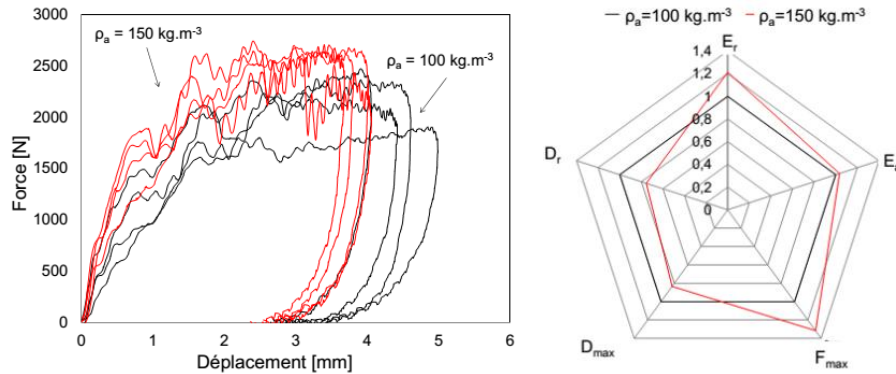 3000
2500
2000
1500
1000
500
0
0 1 2 3 4 5 6
Force [N]
Déplacement [mm]
ρₐ = 150 kg.m⁻³
ρₐ = 100 kg.m⁻³
ρₐ=100 kg.m⁻³ ρₐ=150 kg.m⁻³
Eᵣ
1,4
1,2
1
0,8
0,6
0,4
0,2
0
Dᵣ
Dmax
Fmax